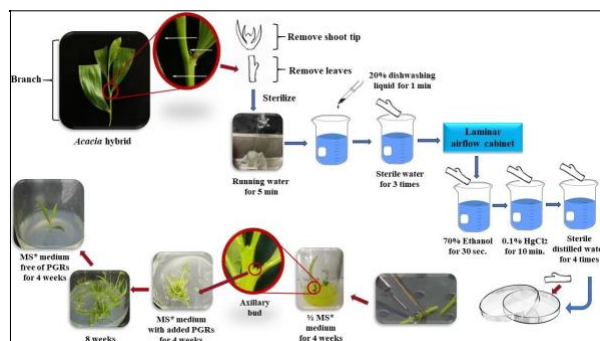 Remove shoot tip
Branch
Remove leaves
20% dishwashing
liquid for 1 min
Sterilize
Acacia hybrid
Laminar
airflow cabinet
Running water
for 5 min
Sterile water
for 3 times
70% Ethanol
for 30 sec.
0.1% HgCl2
for 10 min.
Sterile
distilled water
for 4 times
MS* medium
free of PGRs
for 4 weeks
8 weeks
MS* medium
with added PGRs
for 4 weeks
Axillary
bud
½ MS*
medium
for 4 weeks